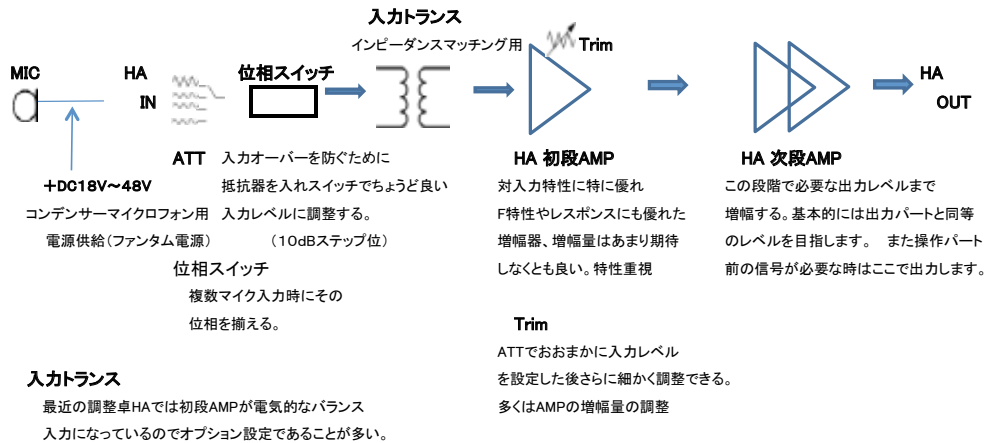 入力トランス
インピーダンスマッチング用
Trim
MIC
HA
IN
位相スイッチ
HA
OUT
ATT
入力オーバーを防ぐために
抵抗器を入れスイッチでちょうど良い
入力レベルに調整する。
（10dBステップ位）
＋DC18V～48V
コンデンサーマイクロフォン用
電源供給（ファンタム電源）
位相スイッチ
複数マイク入力時にその
位相を揃える。
HA 初段AMP
対入力特性に特に優れ
F特性やレスポンスにも優れた
増幅器、増幅量はあまり期待
しなくとも良い。特性重視
HA 次段AMP
この段階で必要な出力レベルまで
増幅する。基本的には出力パートと同等
のレベルを目指します。　また操作パート
前の信号が必要な時はここで出力します。
Trim
ATTでおおまかに入力レベル
を設定した後さらに細かく調整できる。
多くはAMPの増幅量の調整
入力トランス
最近の調整卓HAでは初段AMPが電気的なバランス
入力になっているのでオプション設定であることが多い。